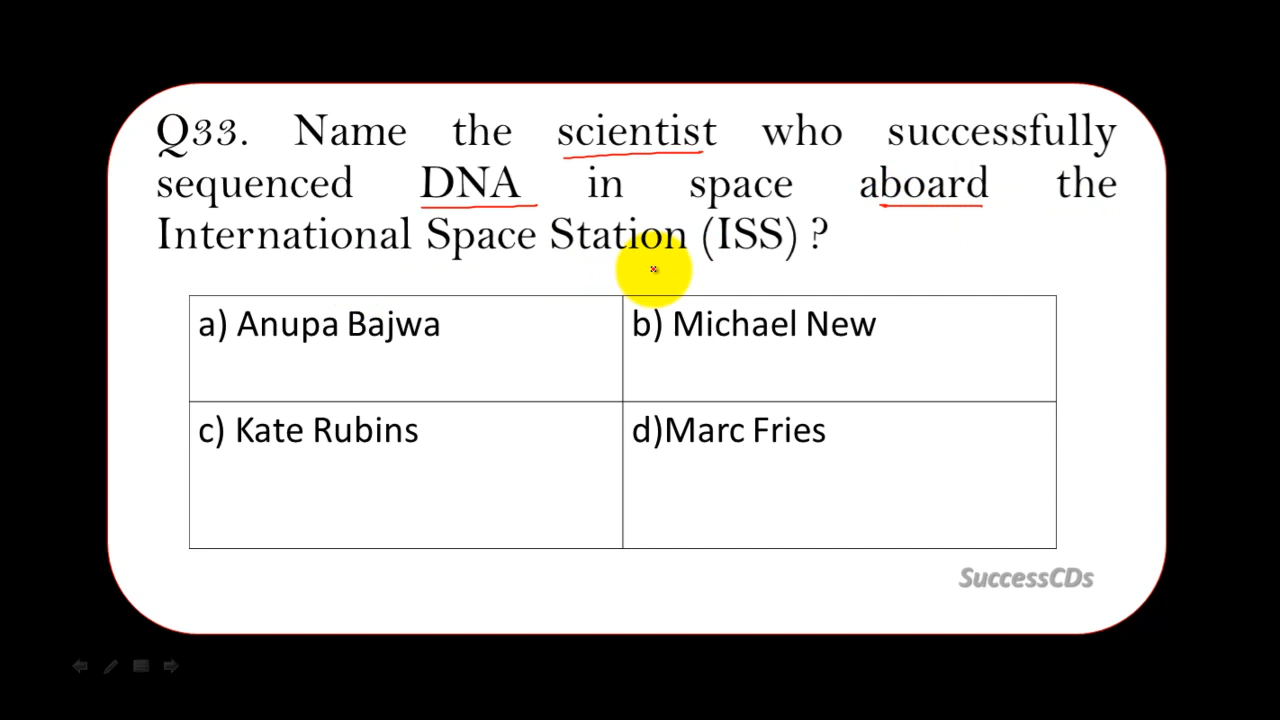 Q33. Name the scientist who successfully
sequenced DNA in space aboard the
International Space Station (ISS) ?
a) Anupa Bajwa
b) Michael New
c) Kate Rubins
d)Marc Fries
SuccessCDs